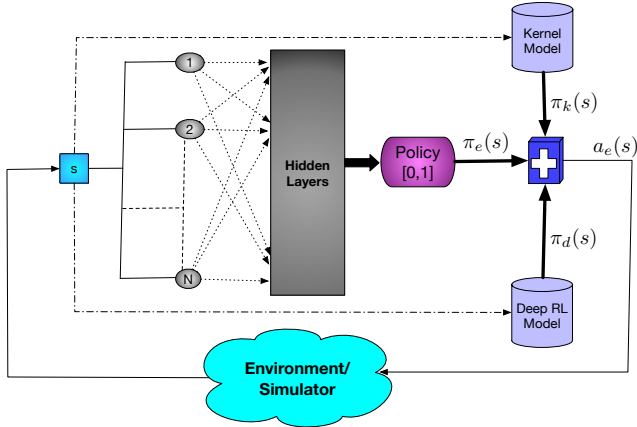 Kernel
Model
1
π_k(s)
2
Policy
[0,1]
π_e(s)
a_e(s)
s
Hidden
Layers
π_d(s)
N
Deep RL
Model
Environment/
Simulator